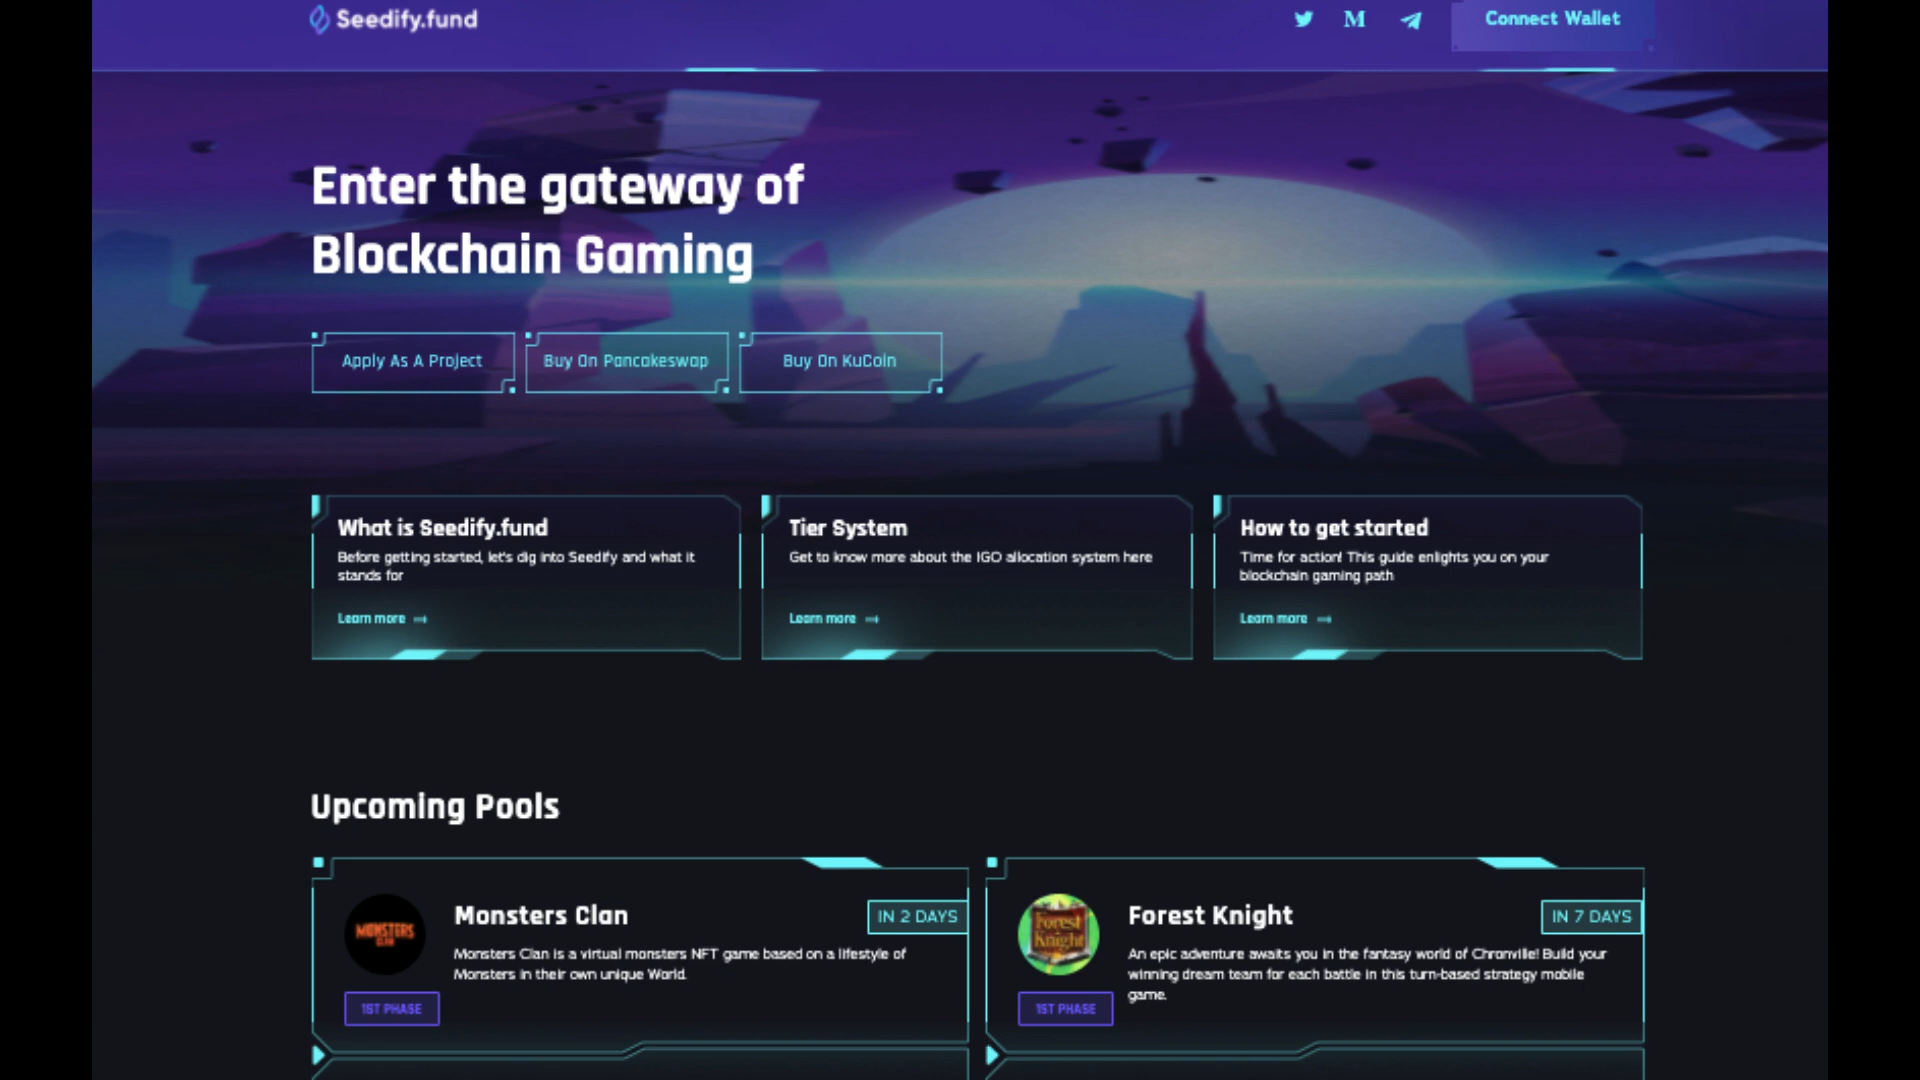 Seedify.fund
M
Connect Wallet
Enter the gateway of
Blockchain Gaming
Apply As A Project
Buy On Pancakeswap
Buy On KuCoin
What is Seedify.fund
Before getting started, let's dig into Seedify and what it
stands for
Learn more
Tier System
Get to know more about the IGO allocation system here
Learn more
How to get started
Time for action! This guide enlights you on your
blockchain gaming path
Learn more
Upcoming Pools
MONSTERS
CLAN
Monsters Clan
IN 2 DAYS
Monsters Clan is a virtual monsters NFT game based on a lifestyle of
Monsters in their own unique World.
1ST PHASE
Forest
Knight
Forest Knight
IN 7 DAYS
An epic adventure awaits you in the fantasy world of Chronville! Build your
winning dream team for each battle in this turn-based strategy mobile
game.
1ST PHASE